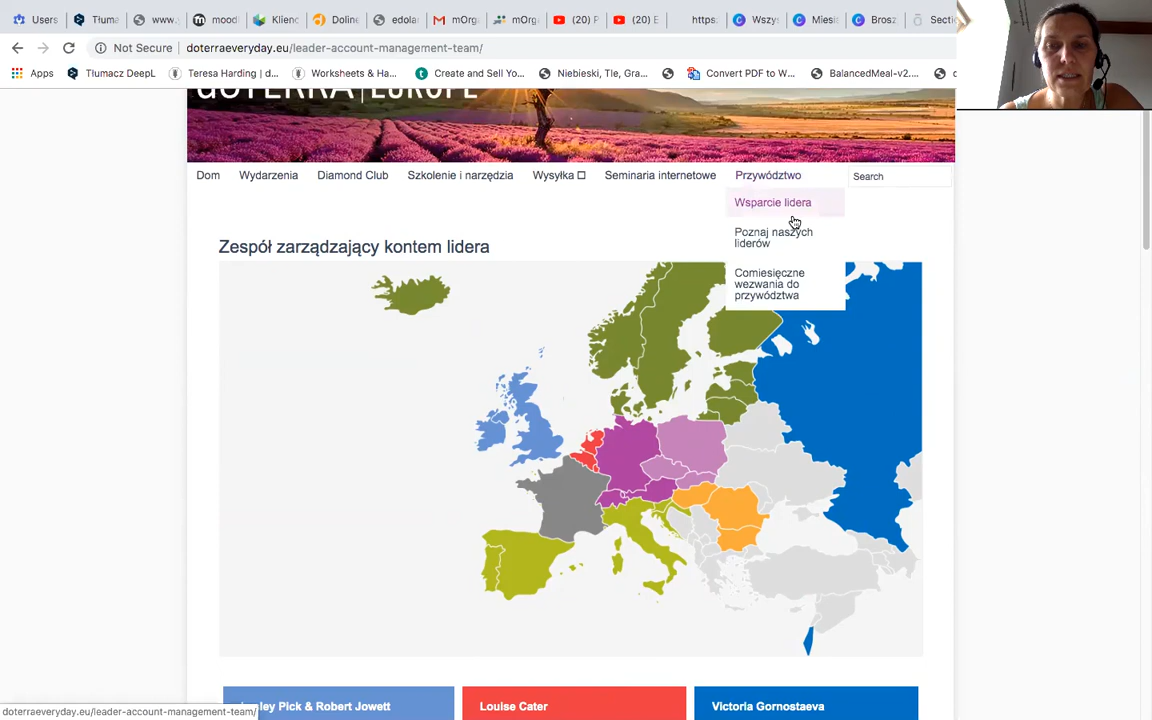 Users
Tłuma
www.
mood
Klienc
Doline
edolan
mOrg
mOrga
(20) P
(20) E
https:
Wszys
Miesi
Brosz
Secti
Not Secure
doterraeveryday.eu/leader-account-management-team/
Apps
Tłumacz DeepL
Teresa Harding | d...
Worksheets & Ha...
Create and Sell Yo...
Niebieski, Tle, Gra...
Convert PDF to W...
BalancedMeal-v2....
dōTERRA | EUROPE
Dom
Wydarzenia
Diamond Club
Szkolenie i narzędzia
Wysyłka
Seminaria internetowe
Przywództwo
Search
Wsparcie lidera
Poznaj naszych
liderów
Comiesięczne
wezwania do
przywództwa
Zespół zarządzający kontem lidera
ley Pick & Robert Jowett
Louise Cater
Victoria Gornostaeva
doterraeveryday.eu/leader-account-management-team/